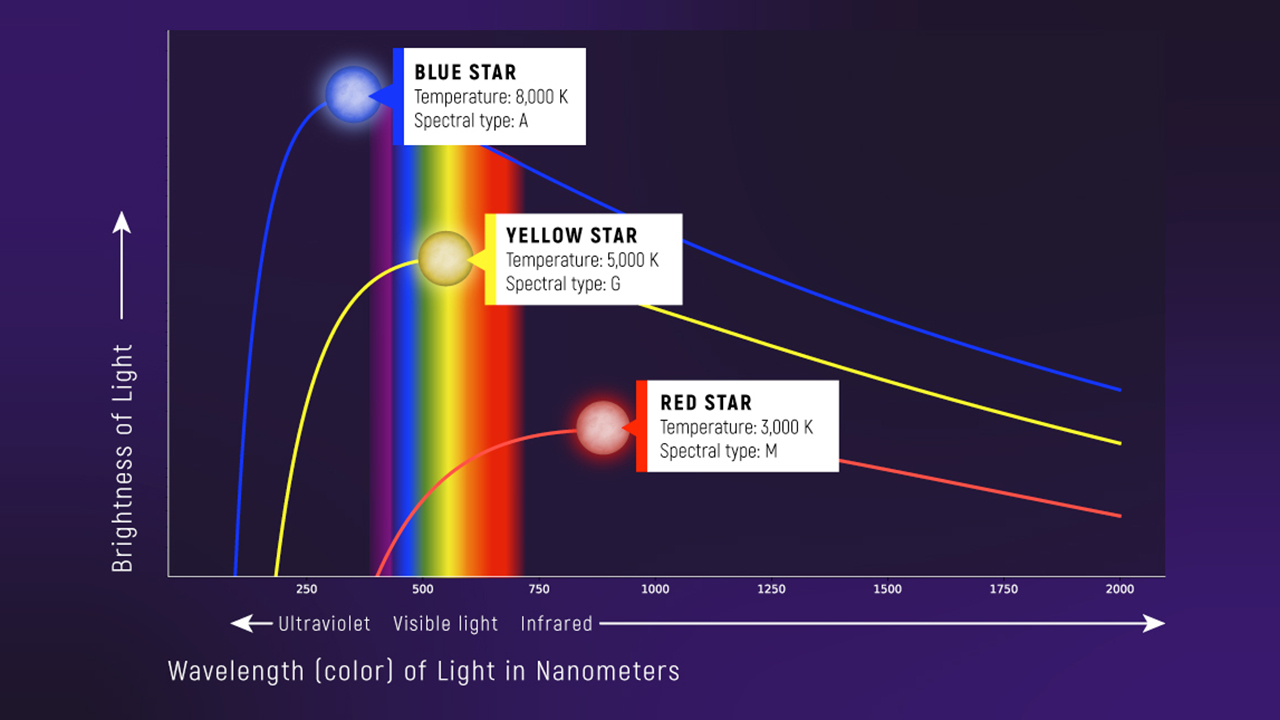 BLUE STAR
Temperature: 8,000 K
Spectral type: A
YELLOW STAR
Temperature: 5,000 K
Spectral type: G
RED STAR
Temperature: 3,000 K
Spectral type: M
Brightness of Light
250 500 750 1000 1250 1500 1750 2000
Ultraviolet Visible light Infrared
Wavelength (color) of Light in Nanometers